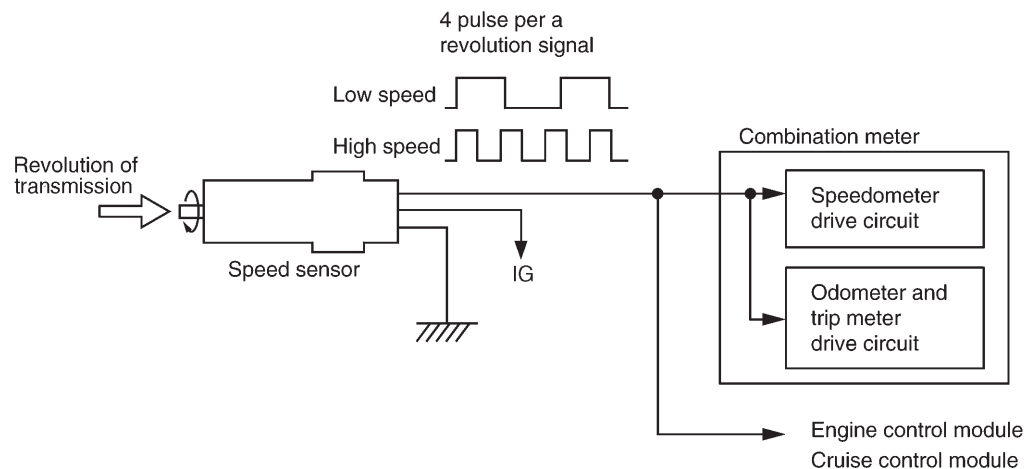 4 pulse per a
revolution signal
Low speed
High speed
Combination meter
Revolution of
transmission
Speedometer
drive circuit
Speed sensor
IG
Odometer and
trip meter
drive circuit
Engine control module
Cruise control module